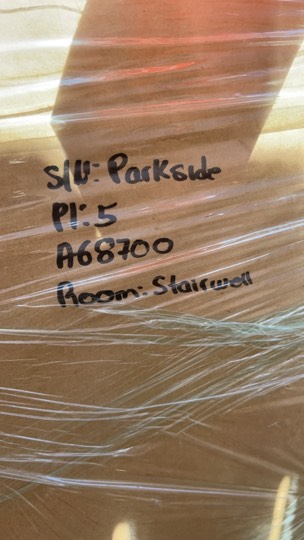 S/W: Parkside
Pl: 5
A68700
Room: Stairwell